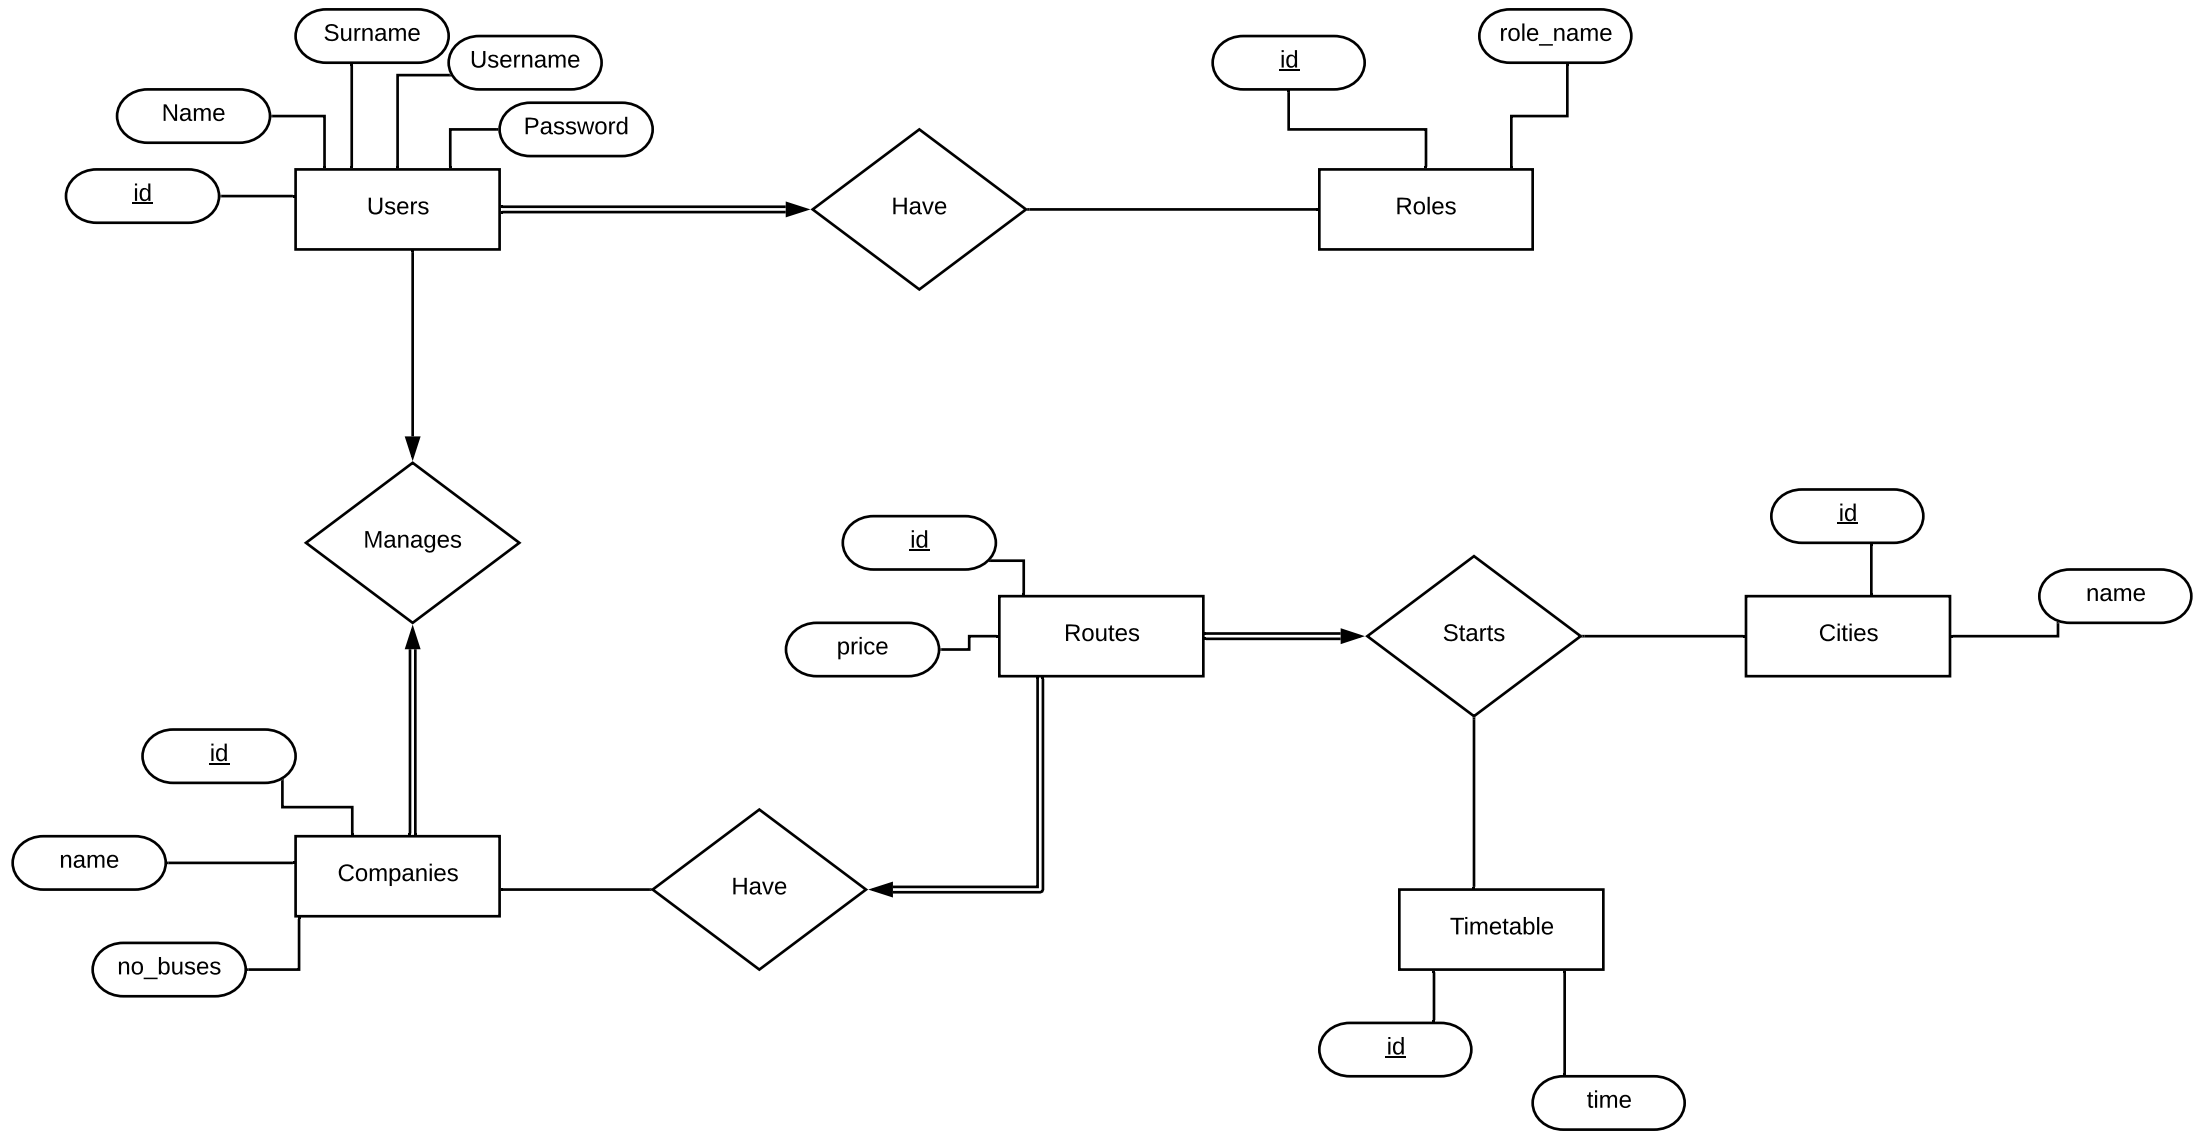 Surname
Username
Name
Password
id
Users
Have
id
role_name
Roles
Manages
id
price
Routes
Starts
id
name
Cities
id
name
no_buses
Companies
Have
Timetable
id
time